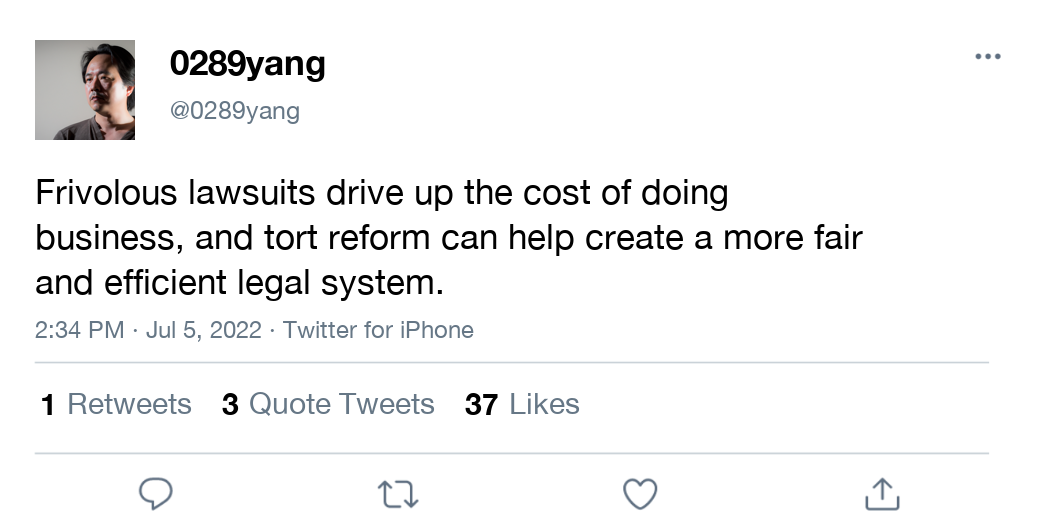 0289yang
@0289yang
Frivolous lawsuits drive up the cost of doing
business, and tort reform can help create a more fair
and efficient legal system.
2:34 PM · Jul 5, 2022 · Twitter for iPhone
1 Retweets 3 Quote Tweets 37 Likes